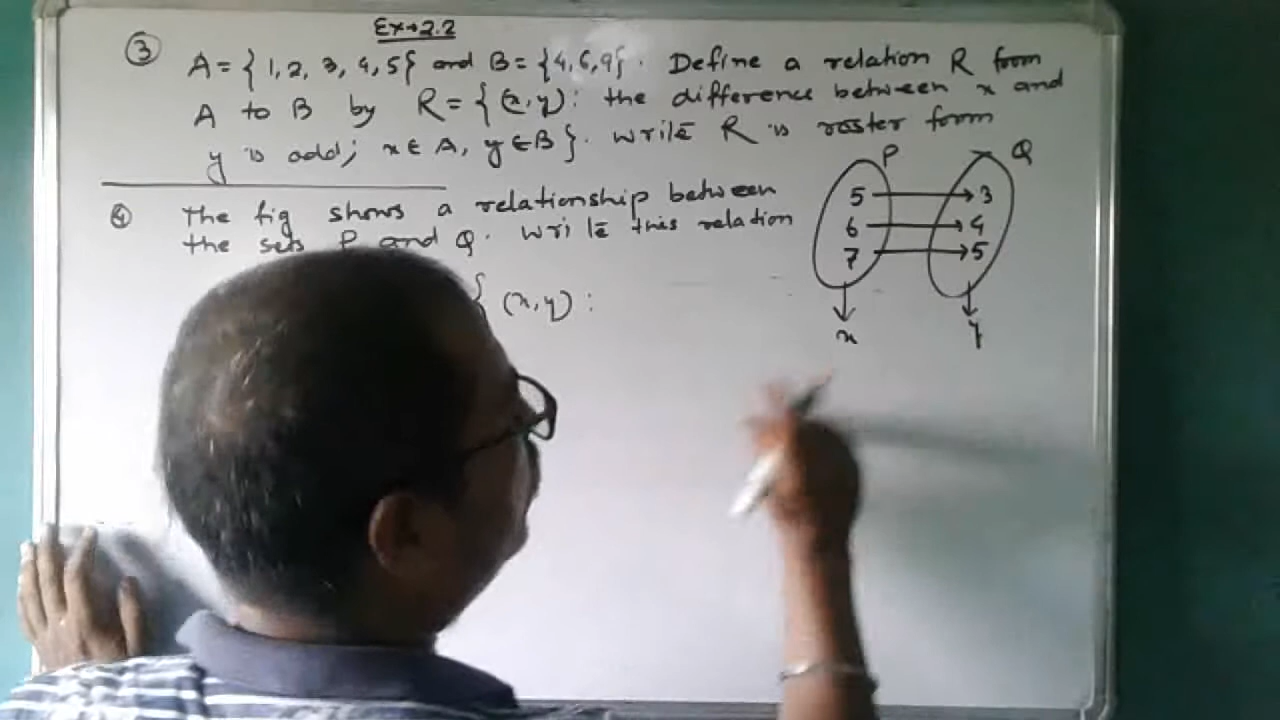 Ex→2.2
③ A = { 1, 2, 3, 4, 5} and B = {4, 6, 9}. Define a relation R from
A to B by R = { (x, y): the difference between x and
y is odd; x ∈ A, y ∈ B}. write R is roster form
④ The fig shows a relationship between
the sets P and Q. write this relation
{ (x, y) :
P Q
5 → 3
6 → 4
7 → 5
x y